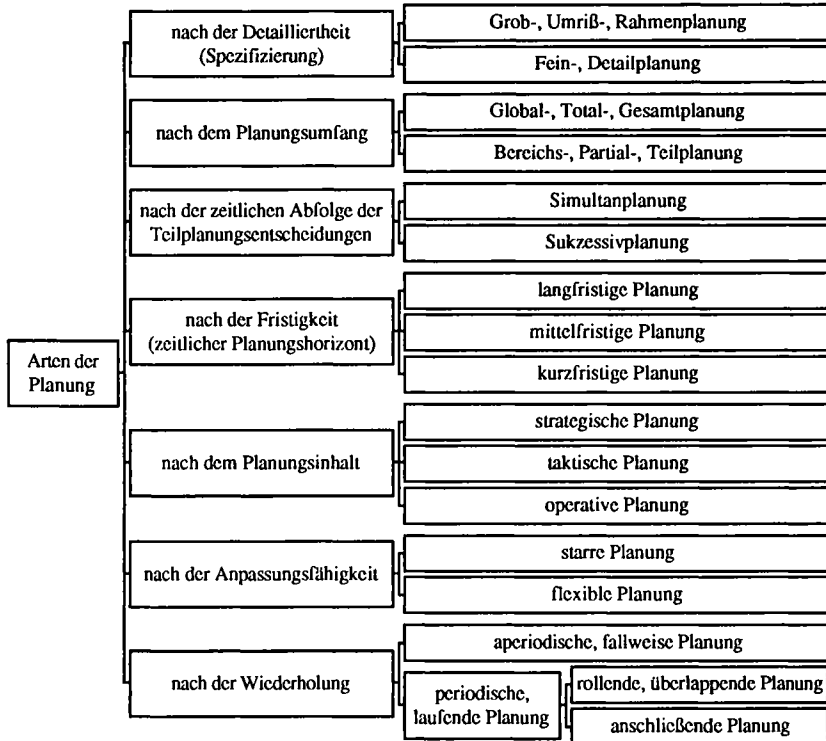 nach der Detailliertheit
(Spezifizierung)
Grob-, Umriß-, Rahmenplanung
Fein-, Detailplanung
nach dem Planungsumfang
Global-, Total-, Gesamtplanung
Bereichs-, Partial-, Teilplanung
nach der zeitlichen Abfolge der
Teilplanungsentscheidungen
Simultanplanung
Sukzessivplanung
nach der Fristigkeit
(zeitlicher Planungshorizont)
langfristige Planung
mittelfristige Planung
kurzfristige Planung
Arten der
Planung
nach dem Planungsinhalt
strategische Planung
taktische Planung
operative Planung
nach der Anpassungsfähigkeit
starre Planung
flexible Planung
nach der Wiederholung
aperiodische, fallweise Planung
periodische,
laufende Planung
rollende, überlappende Planung
anschließende Planung